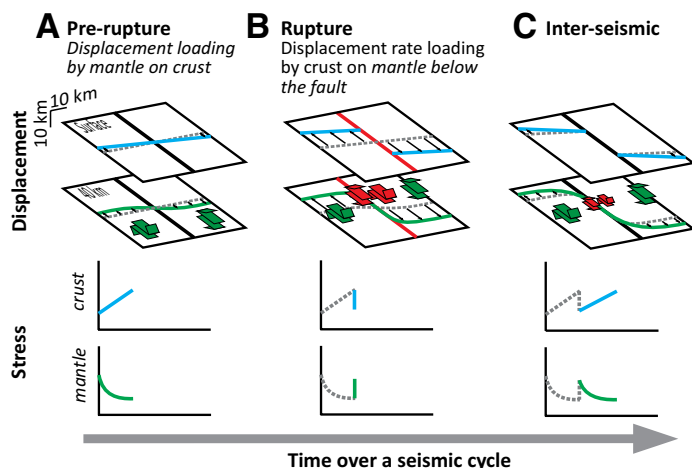 A Pre-rupture
Displacement loading
by mantle on crust
B Rupture
Displacement rate loading
by crust on mantle below
the fault
C Inter-seismic
10 km
10 km
Surface
40 km
Displacement
crust
mantle
Stress
Time over a seismic cycle